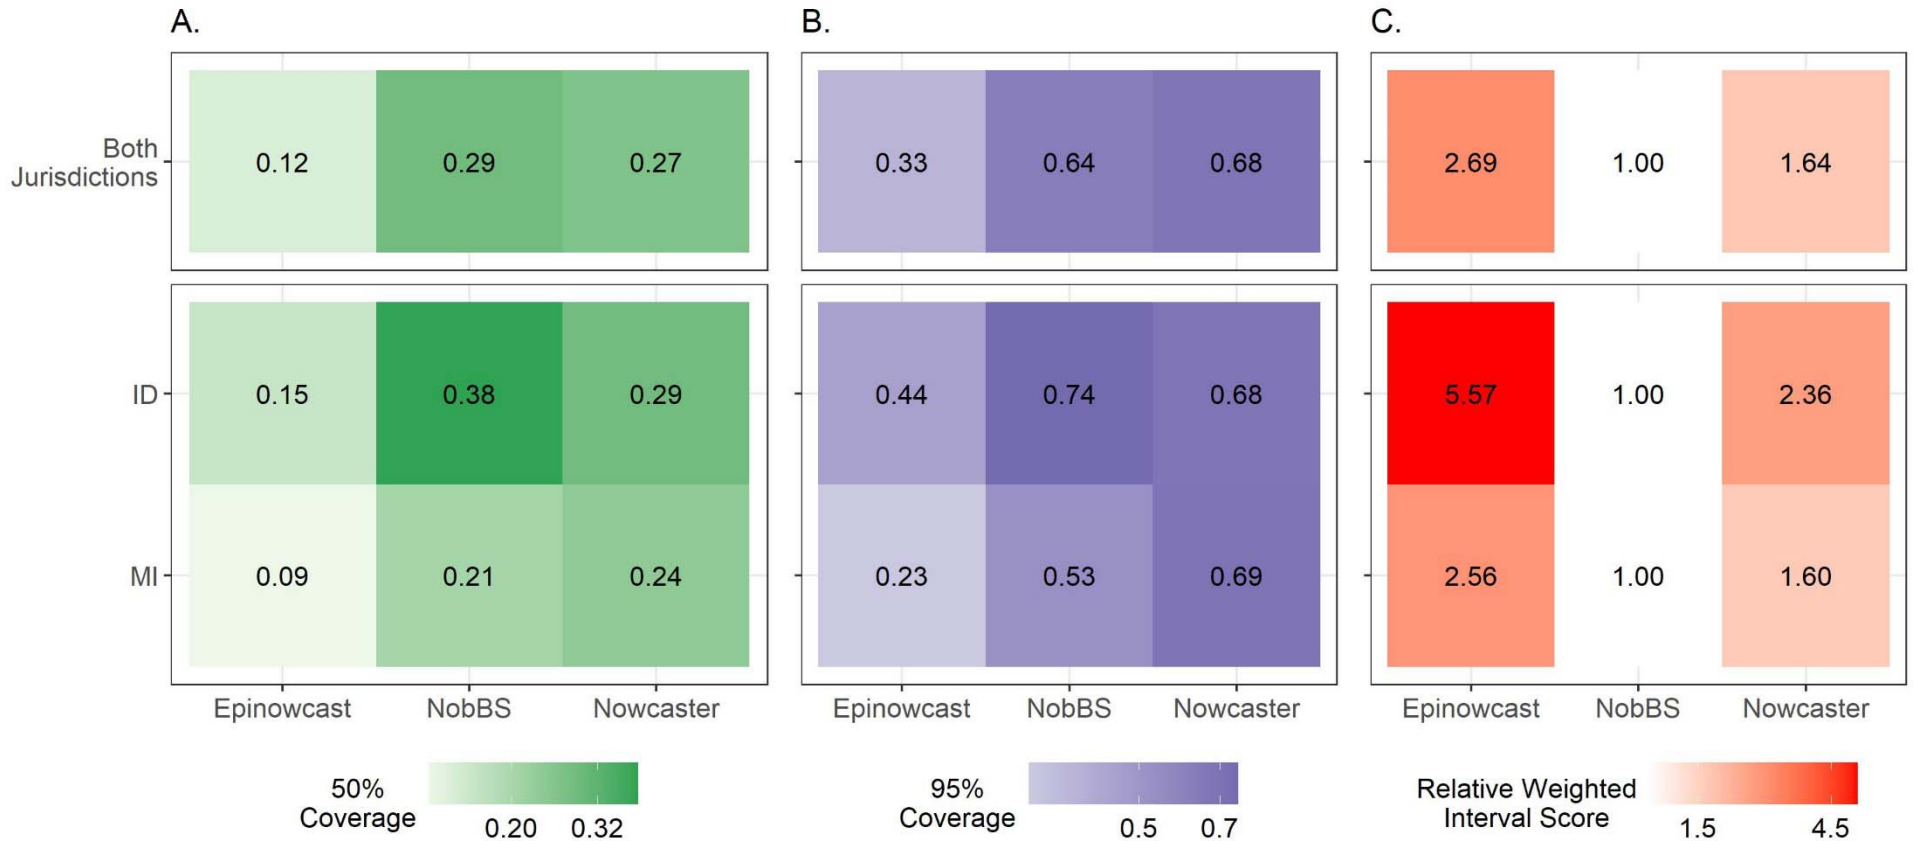 A.
B.
C.
Both
Jurisdictions
0.12 0.29 0.27
0.33 0.64 0.68
2.69 1.00 1.64
ID
0.15 0.38 0.29
0.44 0.74 0.68
5.57 1.00 2.36
MI
0.09 0.21 0.24
0.23 0.53 0.69
2.56 1.00 1.60
Epinowcast NobBS Nowcaster
Epinowcast NobBS Nowcaster
Epinowcast NobBS Nowcaster
50%
Coverage
0.20 0.32
95%
Coverage
0.5 0.7
Relative Weighted
Interval Score
1.5 4.5